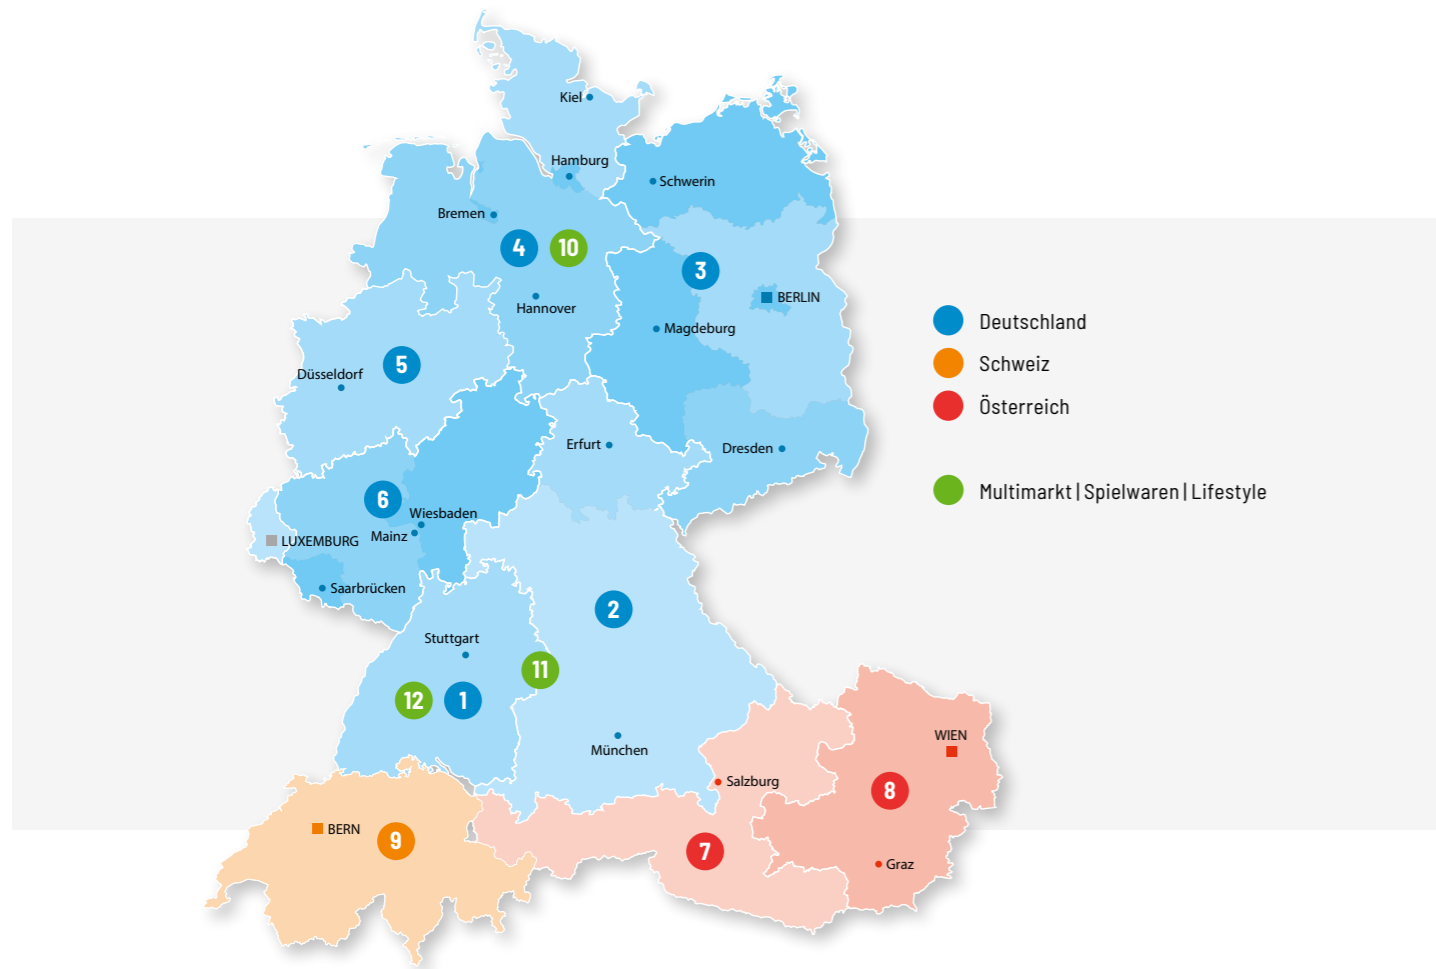 Kiel
Hamburg
Schwerin
Bremen
4
10
3
BERLIN
Hannover
Magdeburg
Deutschland
Schweiz
Österreich
Multimarkt | Spielwaren | Lifestyle
5
Düsseldorf
Erfurt
Dresden
6
Wiesbaden
Mainz
LUXEMBURG
Saarbrücken
2
Stuttgart
11
12
1
München
WIEN
Salzburg
8
BERN
9
7
Graz